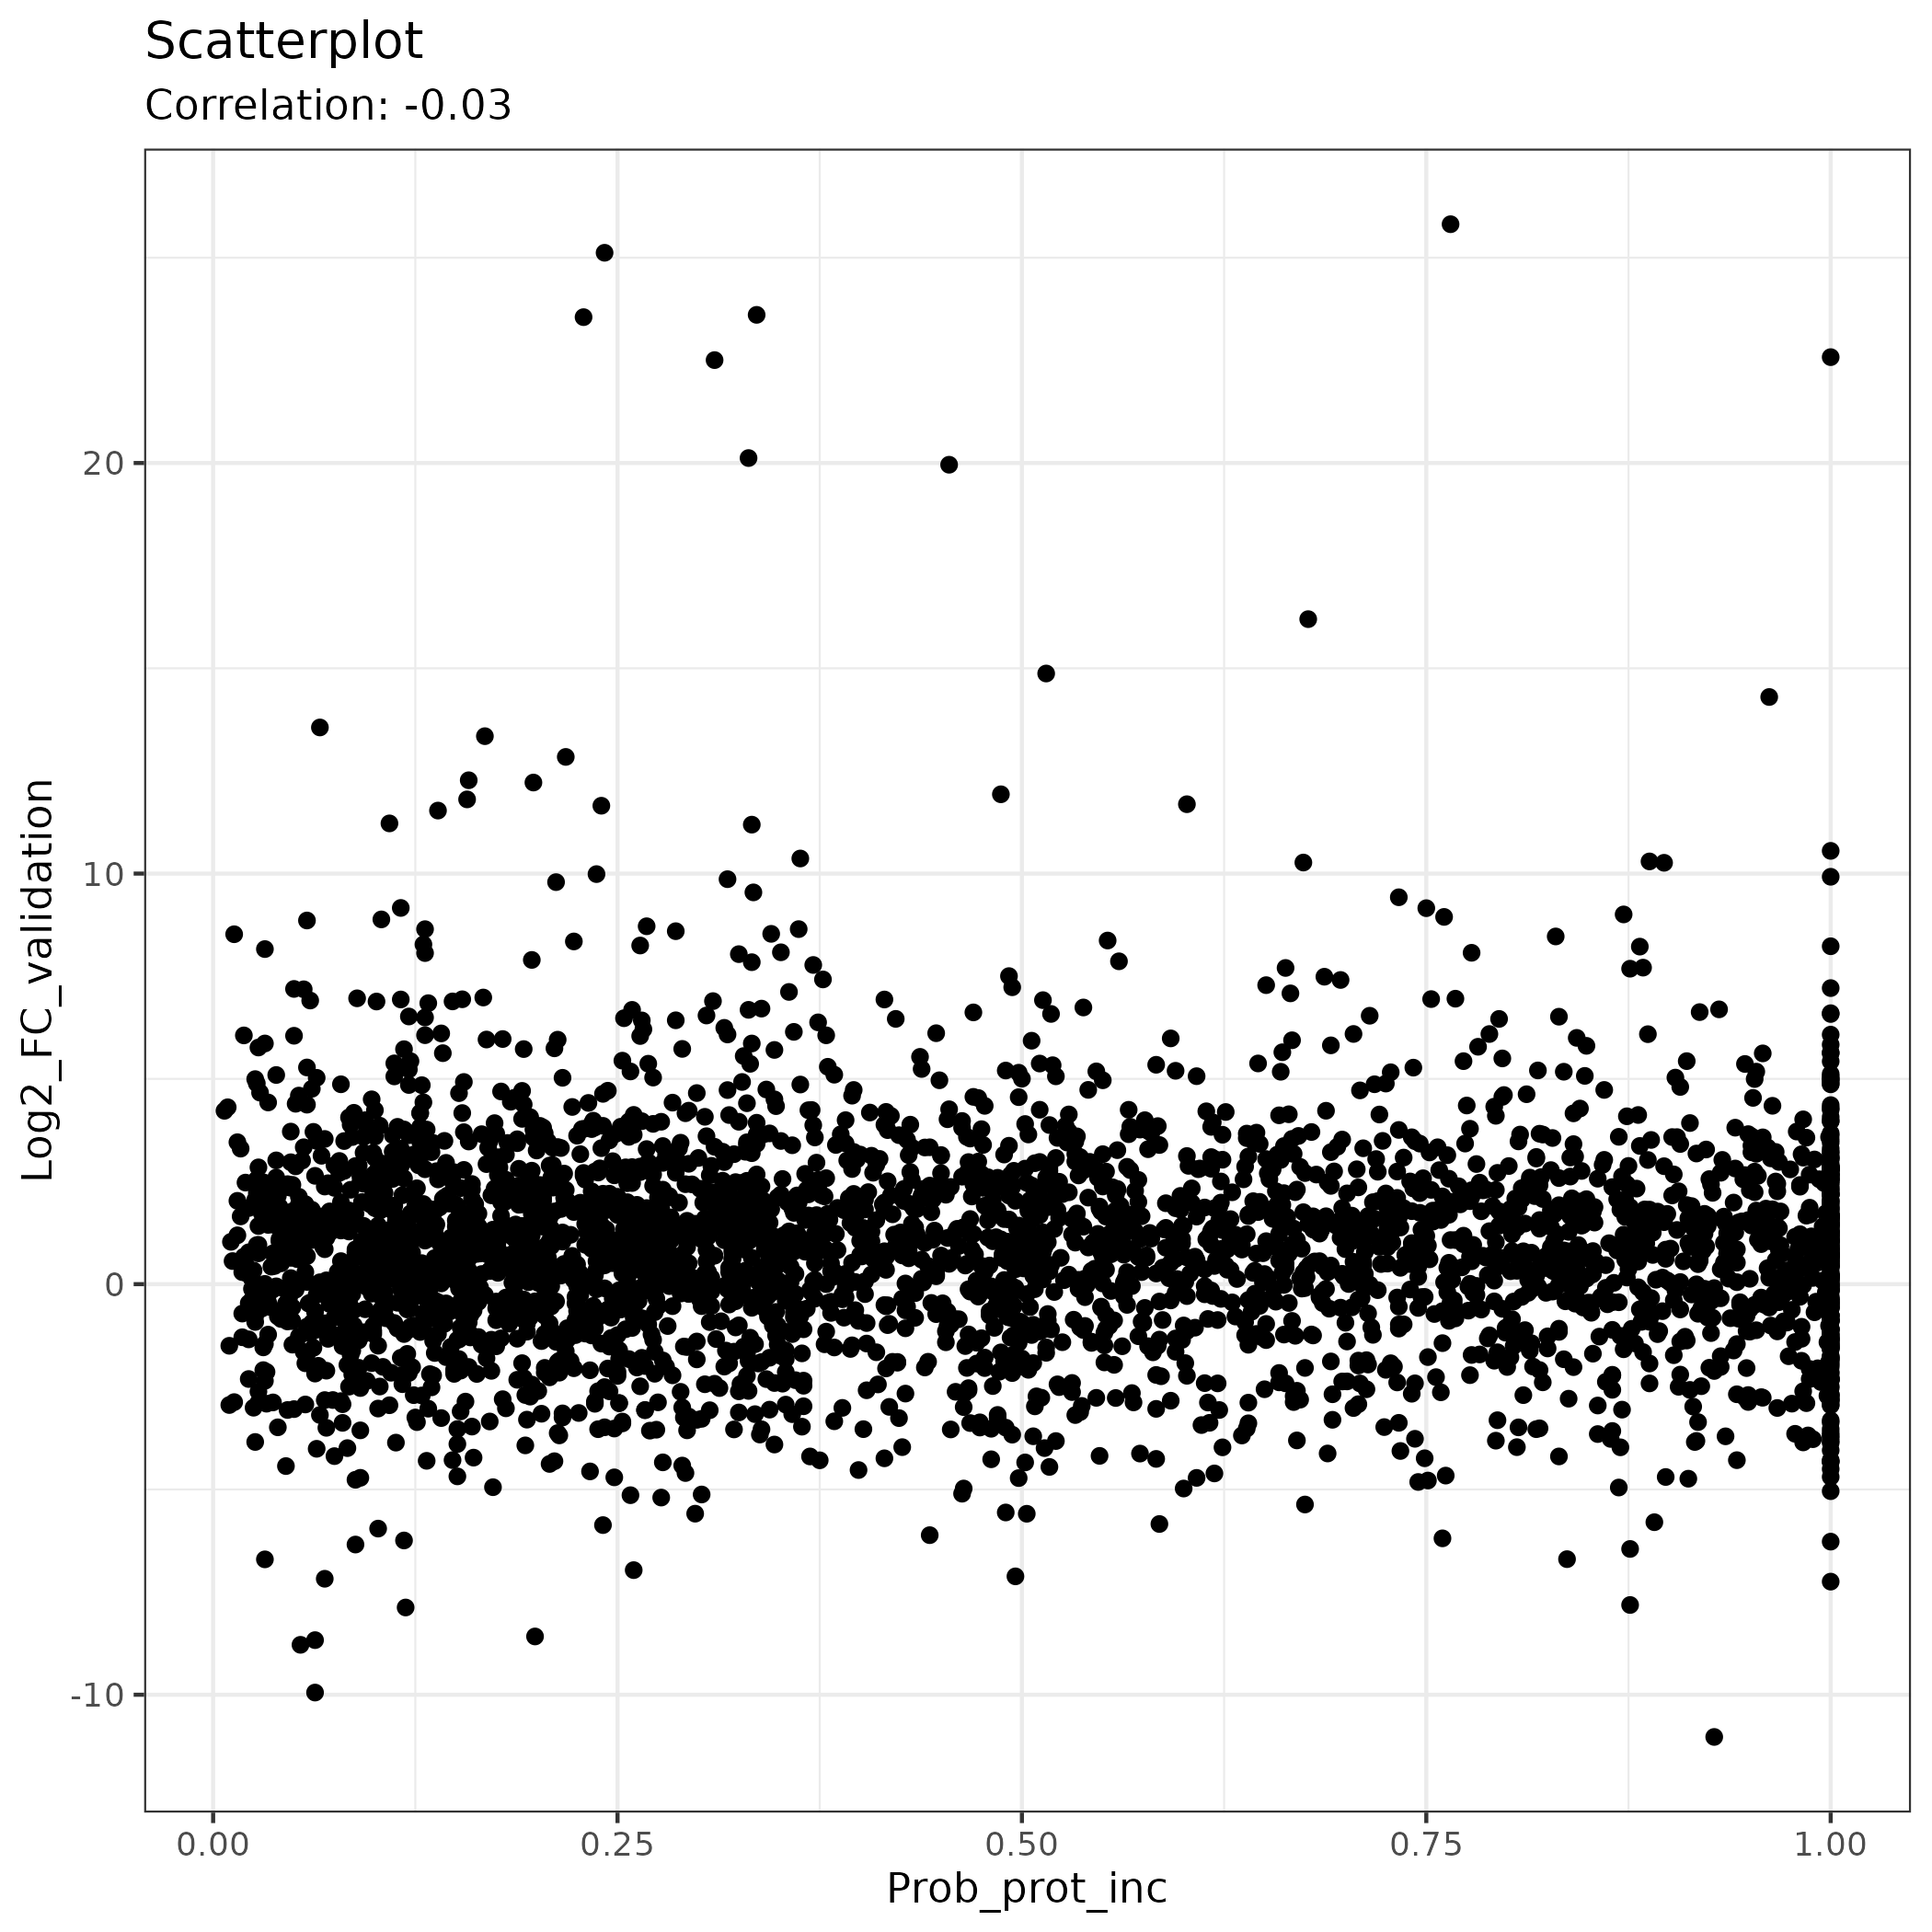 Scatterplot
Correlation: -0.03
Log2_FC_validation
20
10
0
-10
0.00 0.25 0.50 0.75 1.00
Prob_prot_inc